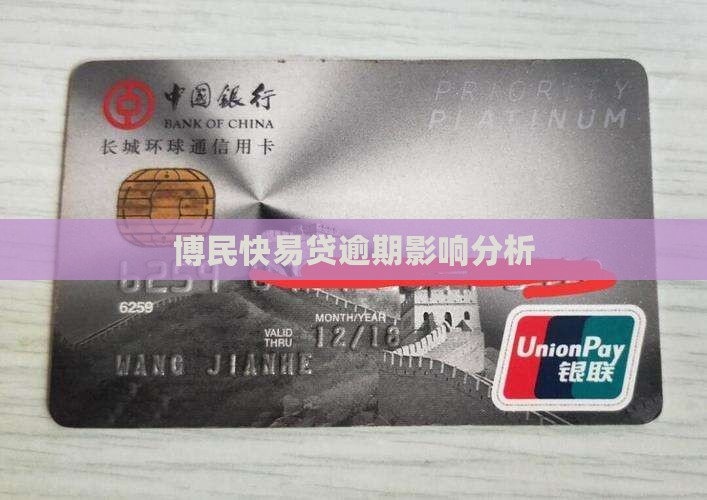 中国银行
BANK OF CHINA
长城环球通信用卡
PRIORITY
PLATINUM
博民快易贷逾期影响分析
6259
6259
MONTH/YEAR
VALID
THRU
12/18
WANG JIANHE
UnionPay
银联